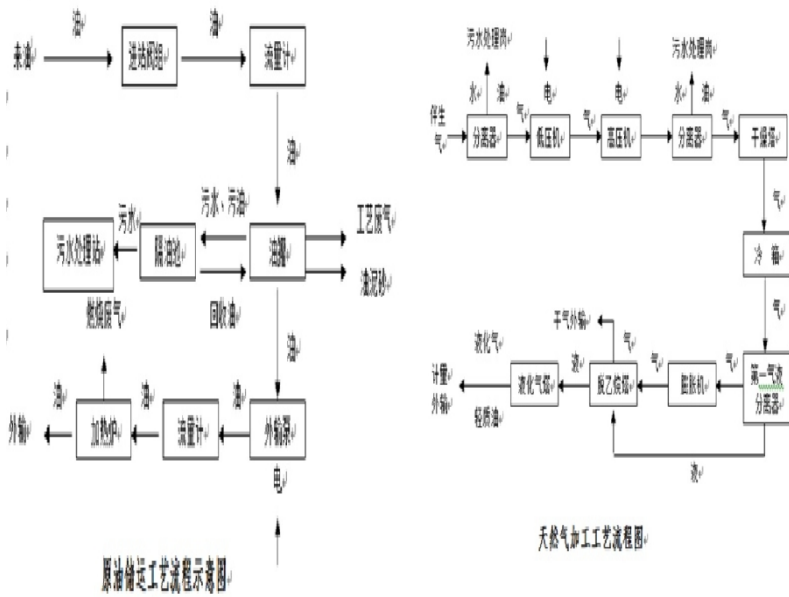 来油
油
进站阀组
油
流量计
油
污水、污油
污水
污水处理站
隔油池
油罐
工艺废气
油泥砂
回收油
燃烧废气
油
外输
油
加热炉
油
流量计
油
外输泵
电
原油储运工艺流程示意图
污水处理岗
水
油
电
电
污水处理岗
水
油
伴生
气
分离器
气
低压机
气
高压机
分离器
气
干燥塔
气
冷箱
气
干气外输
气
液化气
计量
外输
轻质油
液化气塔
液
脱乙烷塔
气
膨胀机
气
第一气液
分离器
液
天然气加工工艺流程图